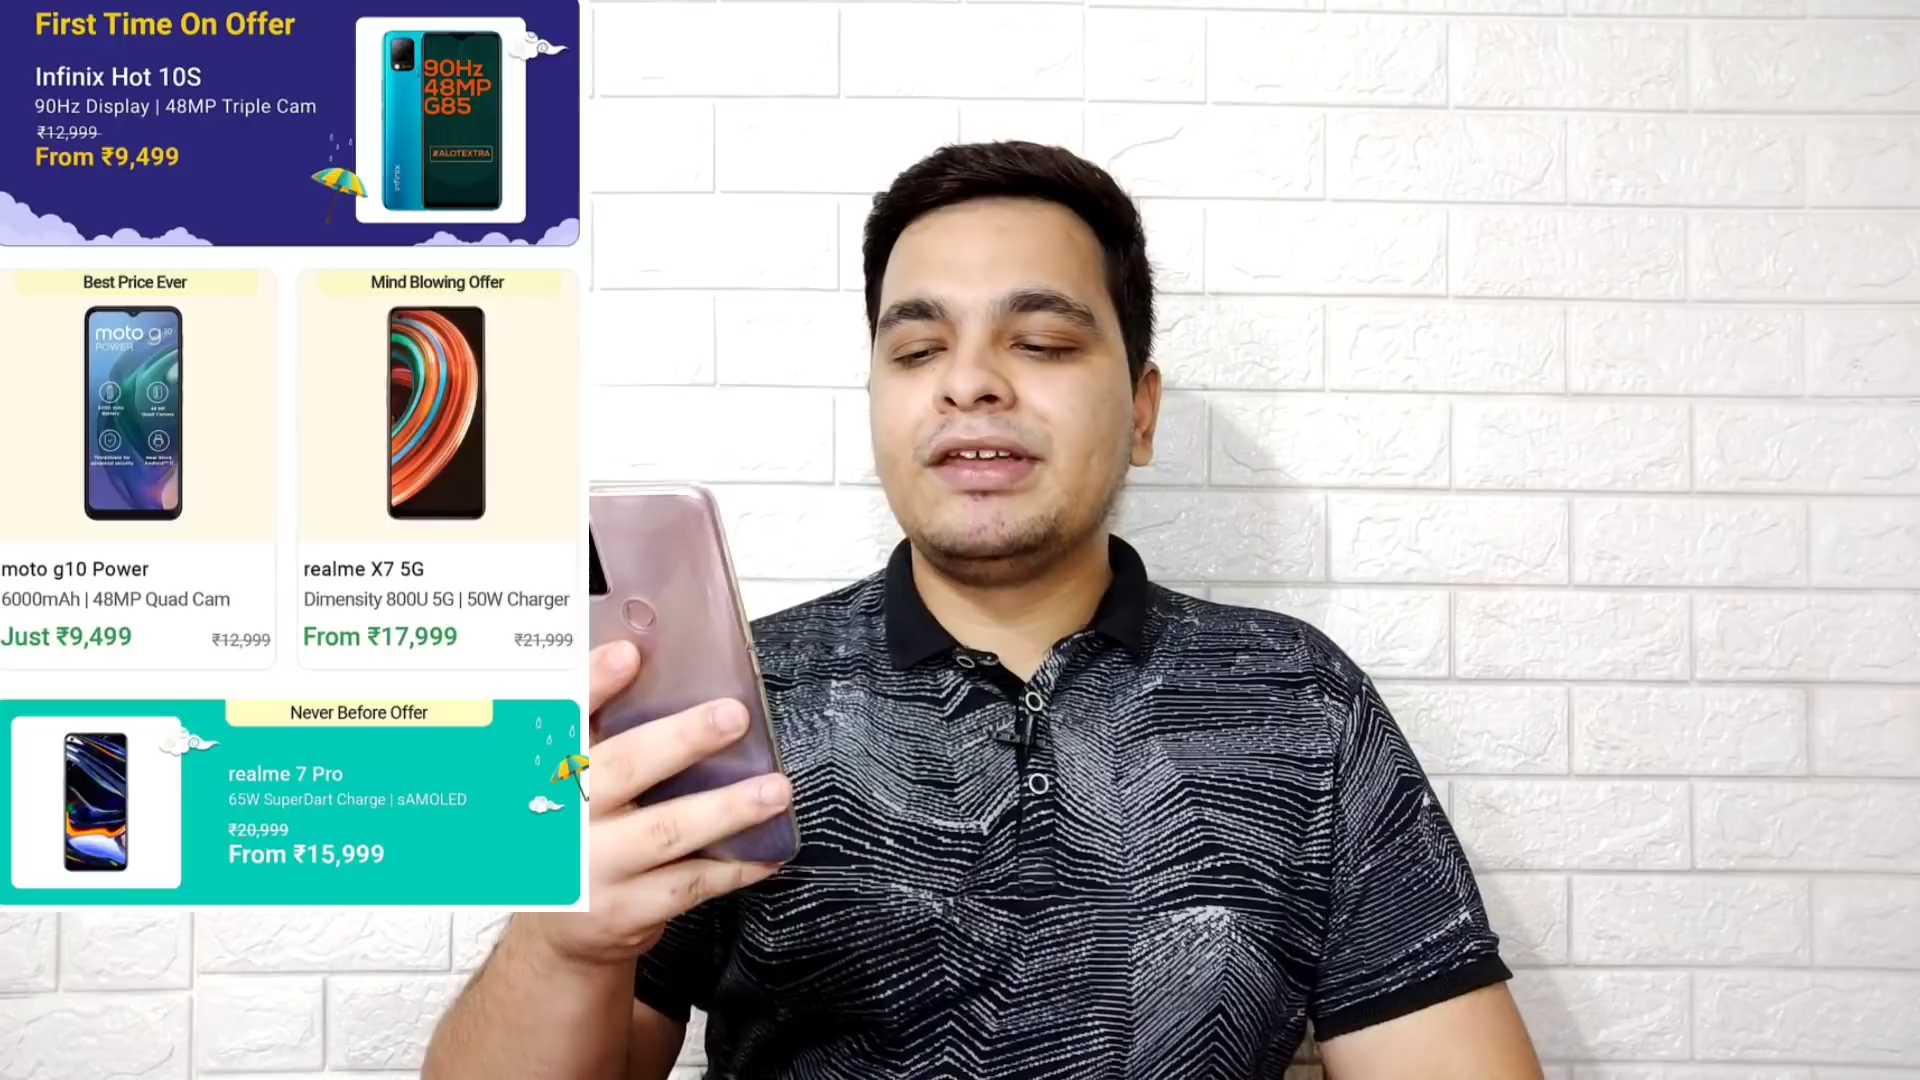 First Time On Offer
Infinix Hot 10S
90Hz Display | 48MP Triple Cam
₹12,999
From ₹9,499
90Hz
48MP
G85
#ALOTEXTRA
Infinix
Best Price Ever
moto g10
POWER
moto g10 Power
6000mAh | 48MP Quad Cam
Just ₹9,499 ₹12,999
Mind Blowing Offer
realme X7 5G
Dimensity 800U 5G | 50W Charger
From ₹17,999 ₹21,999
Never Before Offer
realme 7 Pro
65W SuperDart Charge | sAMOLED
₹20,999
From ₹15,999